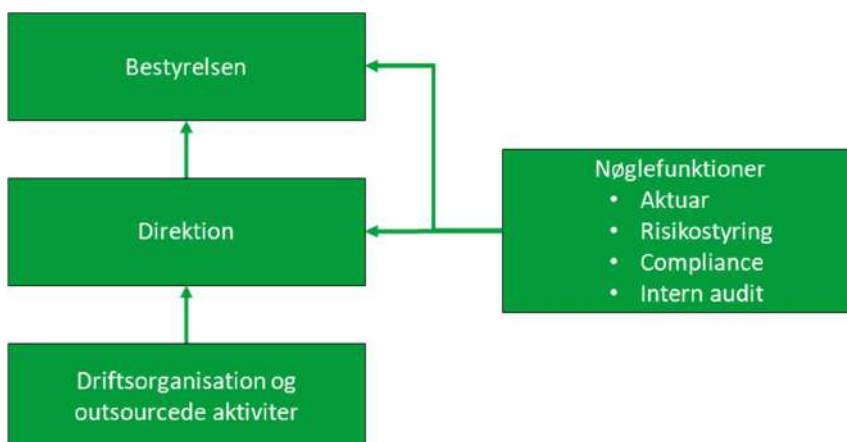 Bestyrelsen
Direktion
Driftsorganisation og
outsourcede aktiviter
Nøglefunktioner
• Aktuar
• Risikostyring
• Compliance
• Intern audit